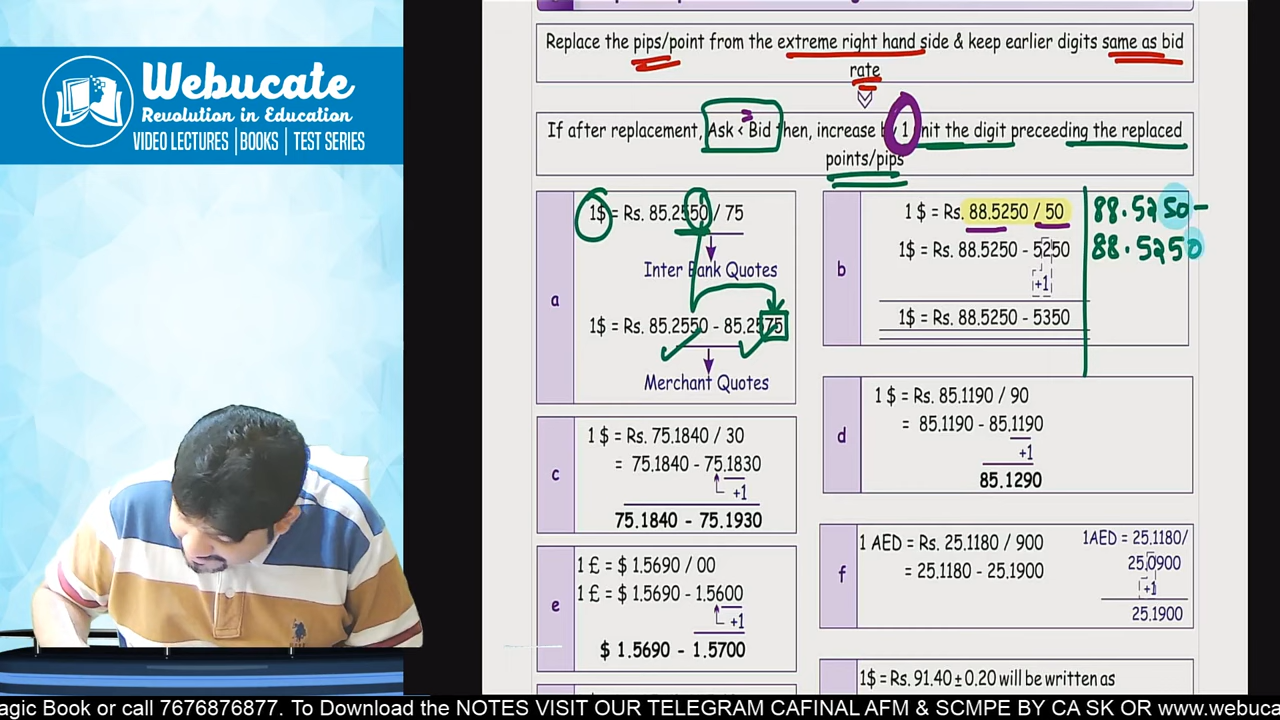 Webucate
Revolution in Education
VIDEO LECTURES | BOOKS | TEST SERIES
Replace the pips/point from the extreme right hand side & keep earlier digits same as bid
rate
If after replacement, Ask < Bid then, increase by 1 unit the digit preceeding the replaced
points/pips
a
1$ = Rs. 85.2550 / 75
Inter Bank Quotes
1$ = Rs. 85.2550 - 85.2575
Merchant Quotes
b
1 $ = Rs. 88.5250 / 50
1$ = Rs. 88.5250 - 5250
+1
1$ = Rs. 88.5250 - 5350
88.5250 -
88.5250
c
1 $ = Rs. 75.1840 / 30
= 75.1840 - 75.1830
+1
75.1840 - 75.1930
d
1 $ = Rs. 85.1190 / 90
= 85.1190 - 85.1190
+1
85.1290
e
1 £ = $ 1.5690 / 00
1 £ = $ 1.5690 - 1.5600
+1
$ 1.5690 - 1.5700
f
1 AED = Rs. 25.1180 / 900
= 25.1180 - 25.1900
1AED = 25.1180/
25.0900
+1
25.1900
1$ = Rs. 91.40 ± 0.20 will be written as
agic Book or call 7676876877. To Download the NOTES VISIT OUR TELEGRAM CAFINAL AFM & SCMPE BY CA SK OR www.webuca